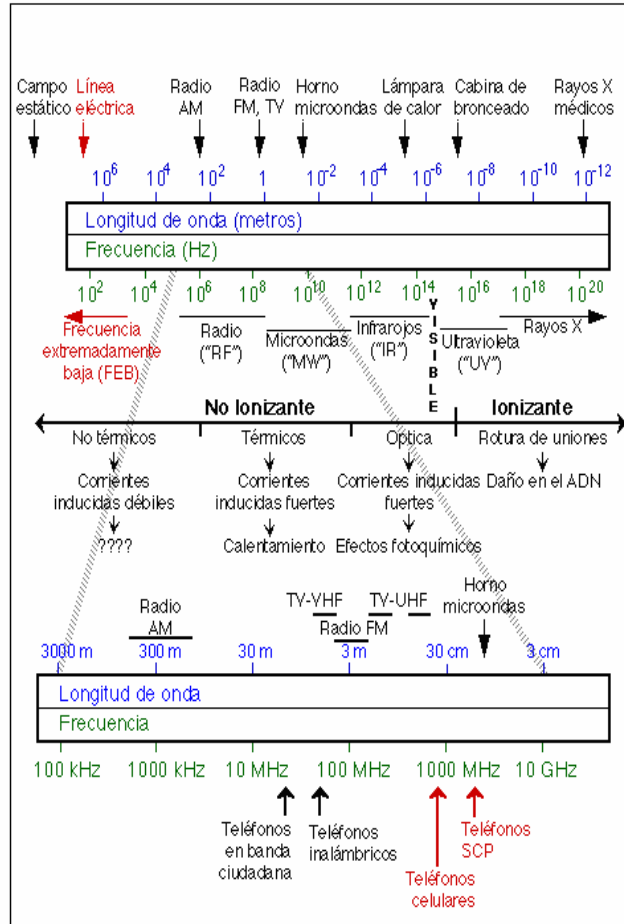 Campo estático
Línea eléctrica
Radio AM
Radio FM, TV
Horno microondas
Lámpara de calor
Cabina de bronceado
Rayos X médicos
10^6 10^4 10^2 1 10^-2 10^-4 10^-6 10^-8 10^-10 10^-12
Longitud de onda (metros)
Frecuencia (Hz)
10^2 10^4 10^6 10^8 10^10 10^12 10^14 10^16 10^18 10^20
Frecuencia extremadamente baja (FEB)
Radio ("RF")
Microondas ("MW")
Infrarojos ("IR")
VISIBLE
Ultravioleta ("UV")
Rayos X
No Ionizante
Ionizante
No térmicos
Térmicos
Optica
Rotura de uniones
Corrientes inducidas débiles
Corrientes inducidas fuertes
Corrientes inducidas fuertes
Daño en el ADN
????
Calentamiento
Efectos fotoquímicos
Radio AM
TV-VHF
TV-UHF
Radio FM
Horno microondas
3000 m 300 m 30 m 3 m 30 cm 3 cm
Longitud de onda
Frecuencia
100 kHz 1000 kHz 10 MHz 100 MHz 1000 MHz 10 GHz
Teléfonos en banda ciudadana
Teléfonos inalámbricos
Teléfonos celulares
Teléfonos SCP